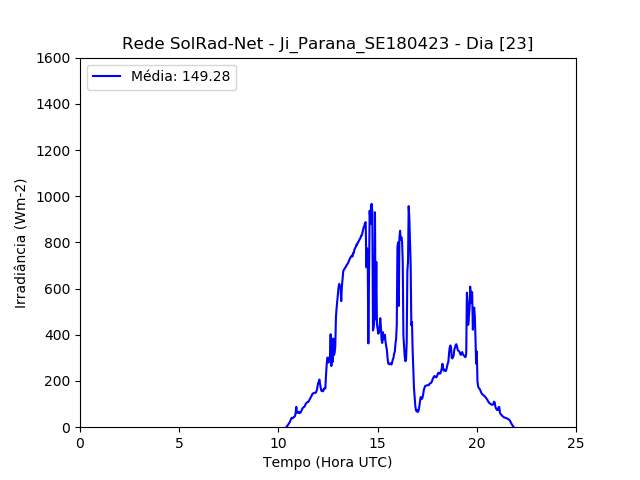 Rede SolRad-Net - Ji_Parana_SE180423 - Dia [23]
Média: 149.28
Irradiância (Wm-2)
1600
1400
1200
1000
800
600
400
200
0
0 5 10 15 20 25
Tempo (Hora UTC)